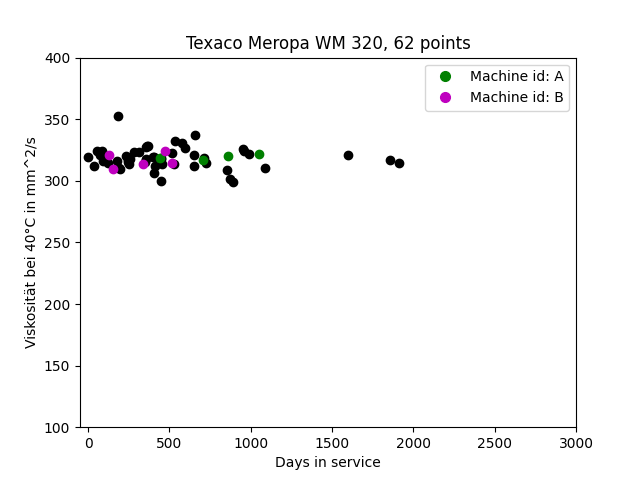 Texaco Meropa WM 320, 62 points
Machine id: A
Machine id: B
Viskosität bei 40°C in mm^2/s
400
350
300
250
200
150
100
0 500 1000 1500 2000 2500 3000
Days in service